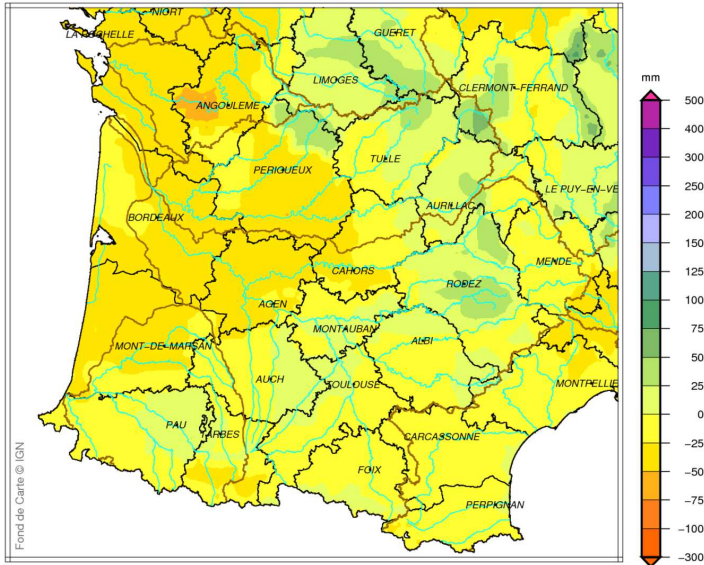 NIORT
LA ROCHELLE
GUERET
LIMOGES
CLERMONT-FERRAND
ANGOULEME
TULLE
PERIGUEUX
LE PUY-EN-VE
AURILLAC
BORDEAUX
MENDE
CAHORS
RODEZ
AGEN
MONTAUBAN
ALBI
MONT-DE-MARSAN
AUCH
TOULOUSE
MONTPELLIE
PAU
TARBES
CARCASSONNE
FOIX
PERPIGNAN
Fond de Carte © IGN
mm
500
400
300
250
200
150
125
100
75
50
25
0
-25
-50
-75
-100
-300